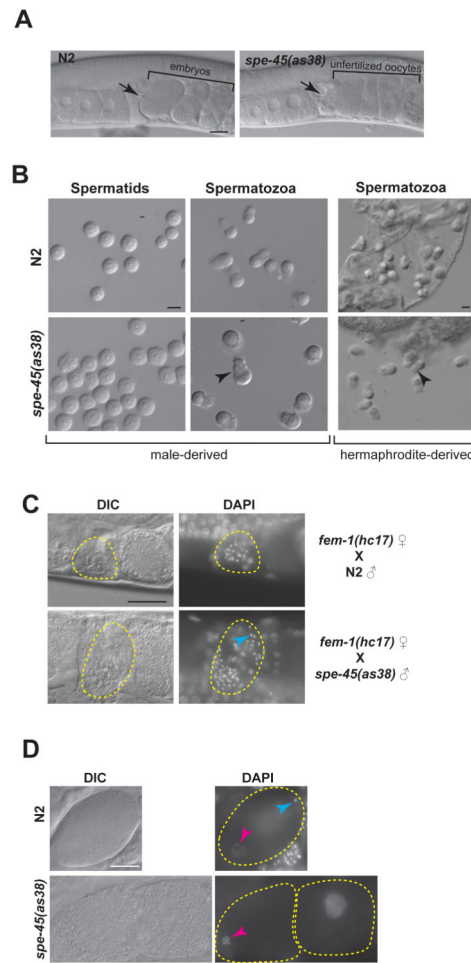 A
N2
embryos
spe-45(as38)
unfertilized oocytes
B
Spermatids
Spermatozoa
Spermatozoa
N2
spe-45(as38)
male-derived
hermaphrodite-derived
C
DIC
DAPI
fem-1(hc17) ♀
X
N2 ♂
fem-1(hc17) ♀
X
spe-45(as38) ♂
D
DIC
DAPI
N2
spe-45(as38)